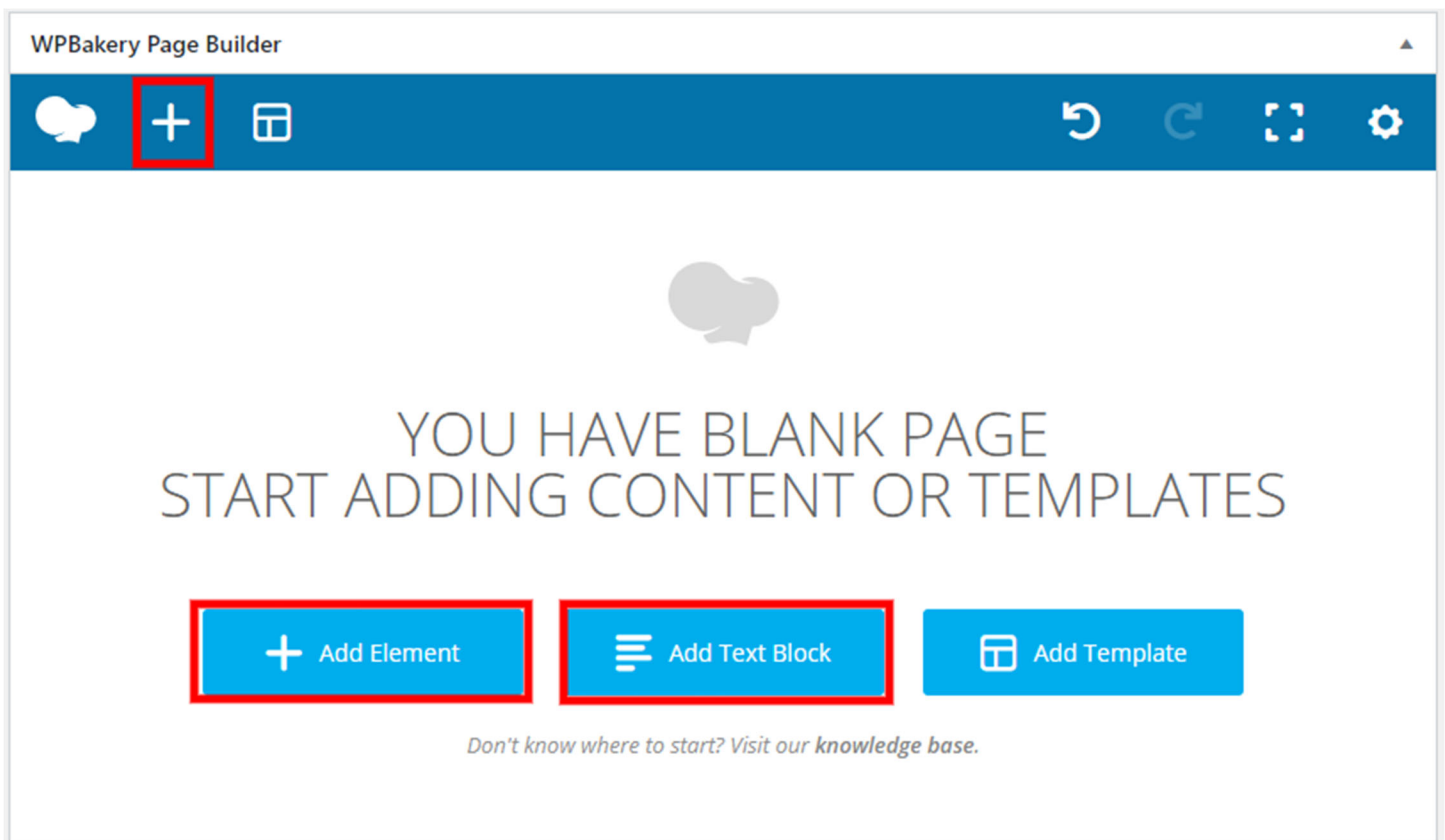 WPBakery Page Builder
YOU HAVE BLANK PAGE
START ADDING CONTENT OR TEMPLATES
Add Element
Add Text Block
Add Template
Don't know where to start? Visit our knowledge base.